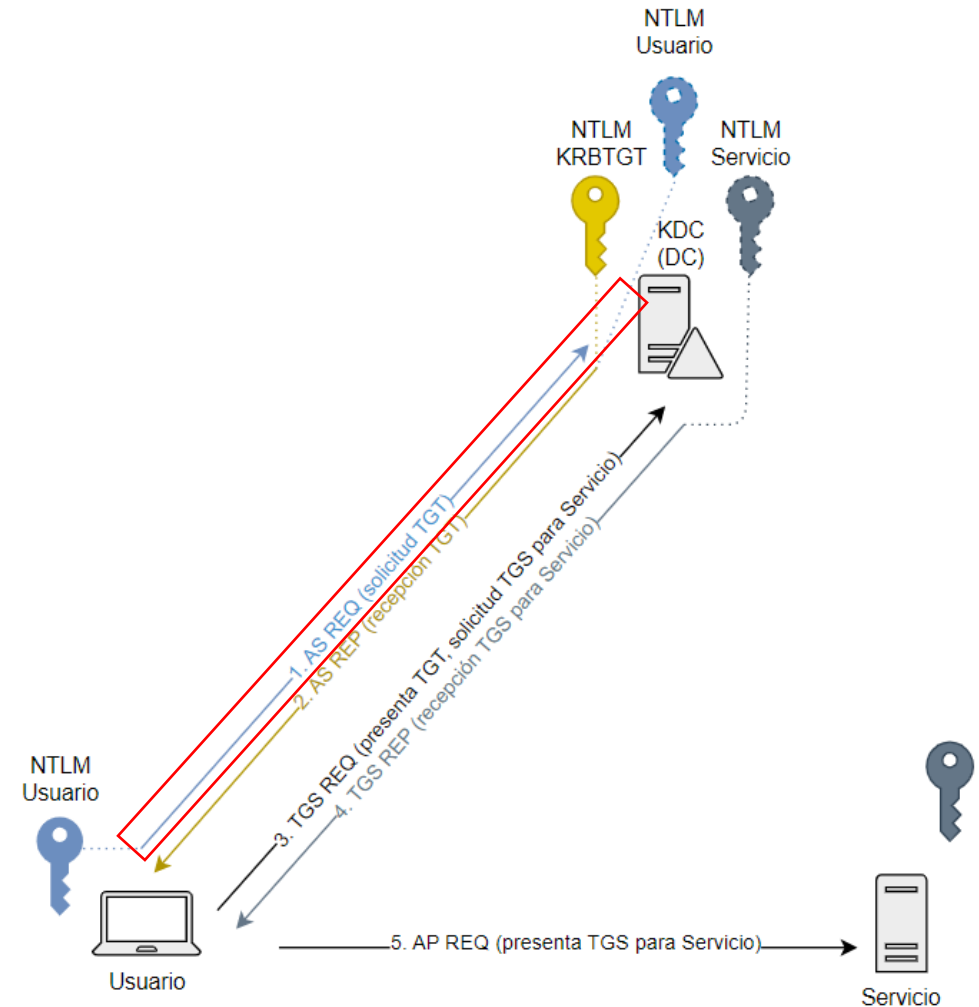 NTLM
Usuario
NTLM
KRBTGT
NTLM
Servicio
KDC
(DC)
1. AS REQ (solicitud TGT)
2. AS REP (recepción TGT)
3. TGS REQ (presenta TGT, solicitud TGS para Servicio)
4. TGS REP (recepción TGS para Servicio)
NTLM
Usuario
Usuario
5. AP REQ (presenta TGS para Servicio)
Servicio